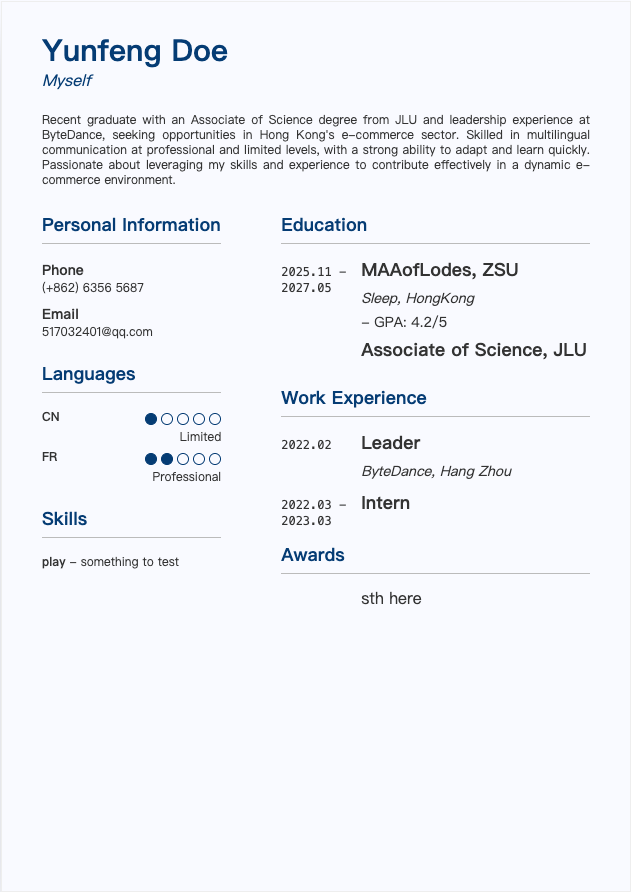 Yunfeng Doe
Myself
Recent graduate with an Associate of Science degree from JLU and leadership experience at
ByteDance, seeking opportunities in Hong Kong's e-commerce sector. Skilled in multilingual
communication at professional and limited levels, with a strong ability to adapt and learn quickly.
Passionate about leveraging my skills and experience to contribute effectively in a dynamic e-
commerce environment.
Personal Information
Phone
(+862) 6356 5687
Email
517032401@qq.com
Languages
CN
Limited
FR
Professional
Skills
play – something to test
Education
2025.11 –
2027.05
MAAofLodes, ZSU
Sleep, HongKong
– GPA: 4.2/5
Associate of Science, JLU
Work Experience
2022.02
Leader
ByteDance, Hang Zhou
2022.03 –
2023.03
Intern
Awards
sth here